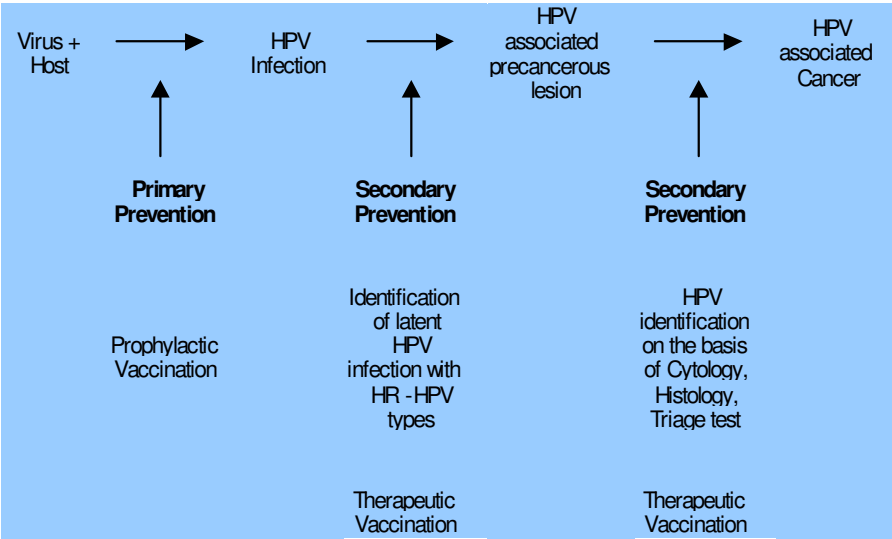 Virus +
Host
HPV
Infection
HPV
associated
precancerous
lesion
HPV
associated
Cancer
Primary
Prevention
Secondary
Prevention
Secondary
Prevention
Prophylactic
Vaccination
Identification
of latent
HPV
infection with
HR -HPV
types
HPV
identification
on the basis
of Cytology,
Histology,
Triage test
Therapeutic
Vaccination
Therapeutic
Vaccination